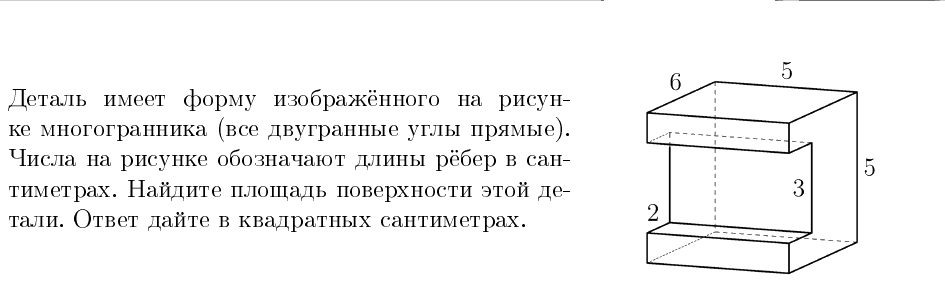 Деталь имеет форму изображённого на рисун-
ке многогранника (все двугранные углы прямые).
Числа на рисунке обозначают длины рёбер в сан-
тиметрах. Найдите площадь поверхности этой де-
тали. Ответ дайте в квадратных сантиметрах.
6
5
5
3
2